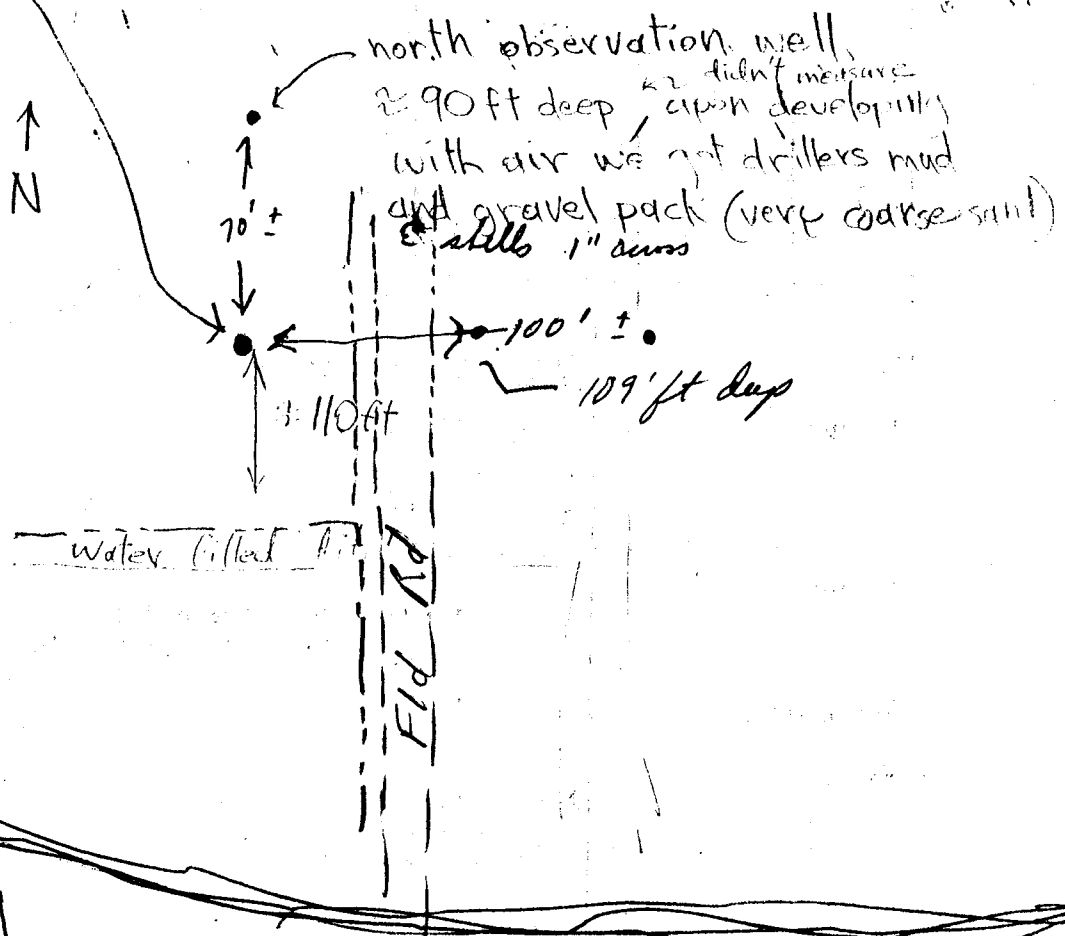 north observation well,
didn't measure
≈ 90 ft deep, upon developing
with air we got drillers mud
and gravel pack (very coarse sand)
& shells 1" across
N
70' ±
100' ±
109' ft deep
± 110 ft
Water filled
Fld Rd